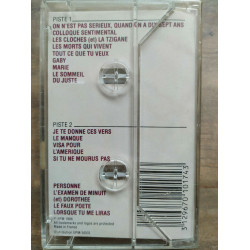 PISTE 1
ON N'EST PAS SERIEUX, QUAND ON A DIX-SEPT ANS
COLLOQUE SENTIMENTAL
LES CLOCHES (et) LA TZIGANE
LES MORTS QUI VIVENT
TOUT CE QUE TU VEUX
GABY
MARIE
LE SOMMEIL
DU JUSTE
PISTE 2
JE TE DONNE CES VERS
LE MANQUE
VISA POUR
L'AMERIQUE
SI TU ME MOURUS PAS
PERSONNE
L'EXAMEN DE MINUIT
(et) DOROTHEE
LE FAUX POETE
LORSQUE TU ME LIRAS
3 159670 101743